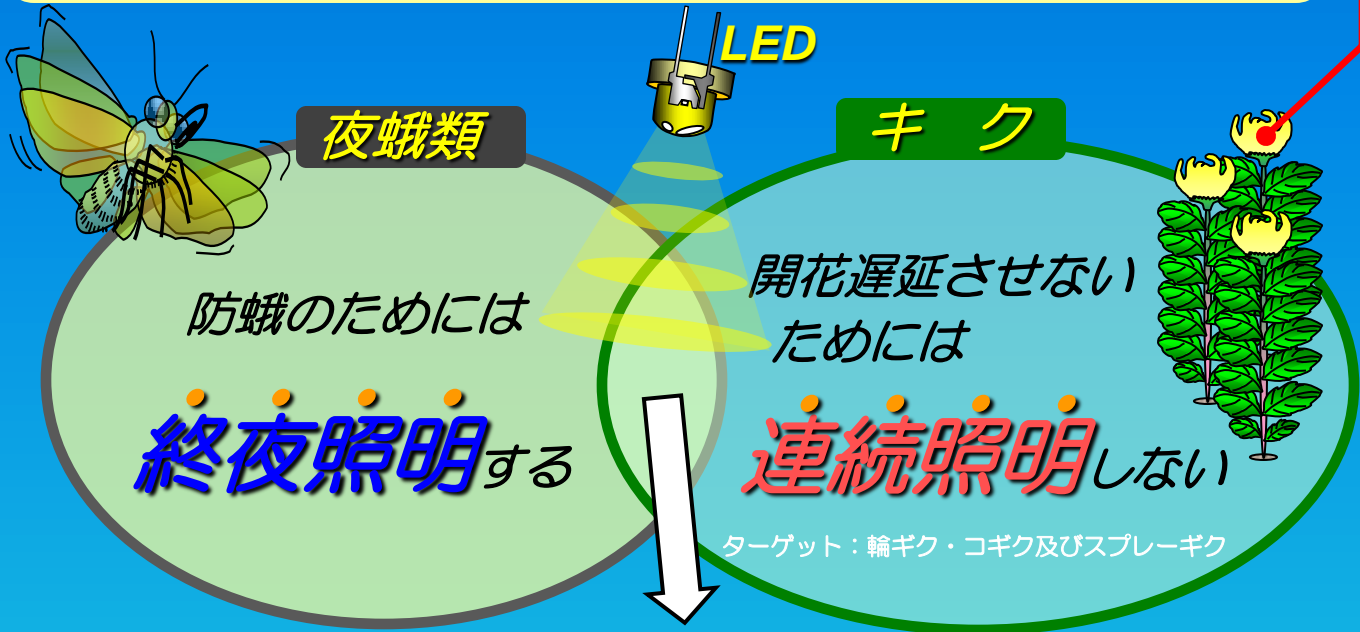 LED
夜蛾類
防蛾のためには
終夜照明する
キク
開花遅延させない
ためには
連続照明しない
ターゲット：輪ギク・コギク及びスプレーギク